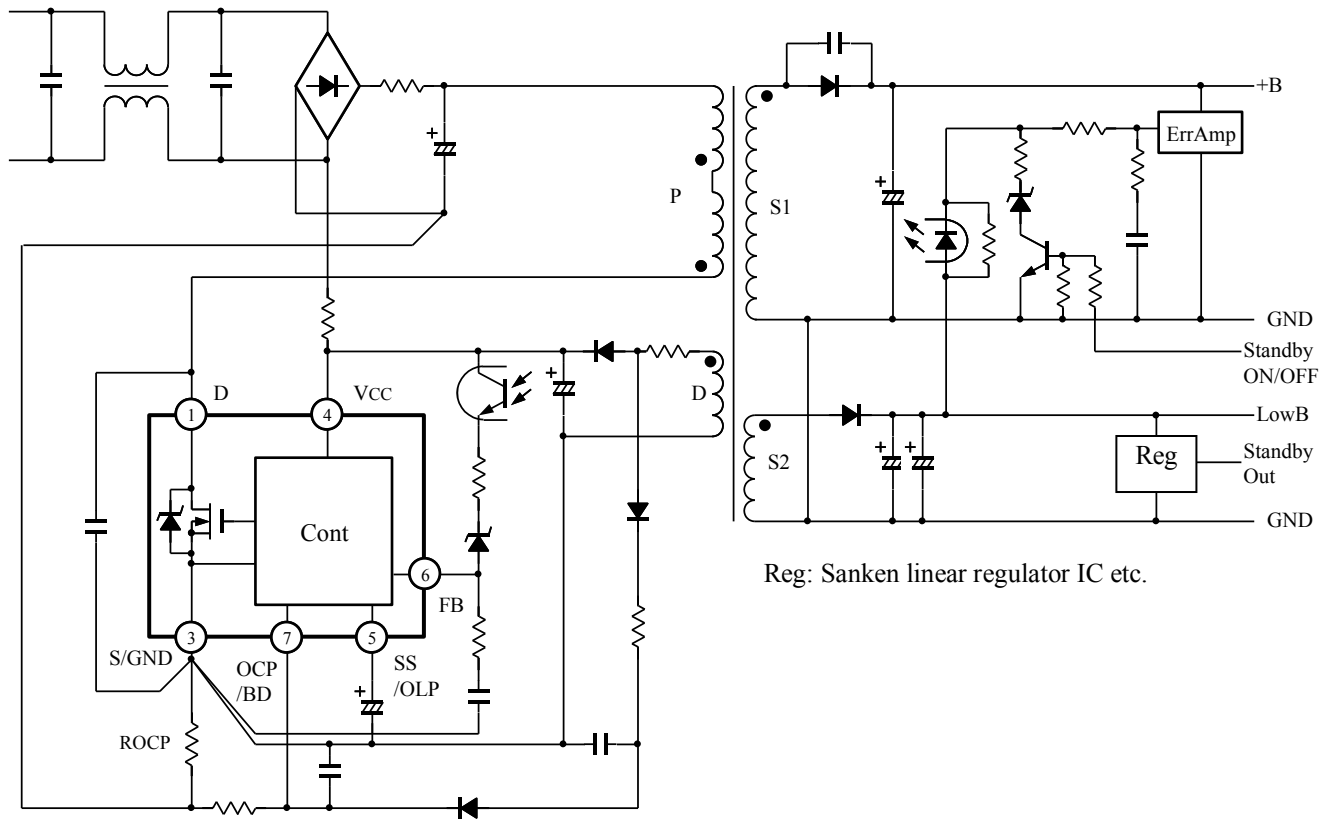 +B
ErrAmp
P
S1
GND
Standby
ON/OFF
D
D
VCC
1
4
LowB
S2
Reg
Standby
Out
Cont
GND
6
FB
Reg: Sanken linear regulator IC etc.
3
7
5
S/GND
OCP
/BD
SS
/OLP
ROCP
+
+
+
+
+
+